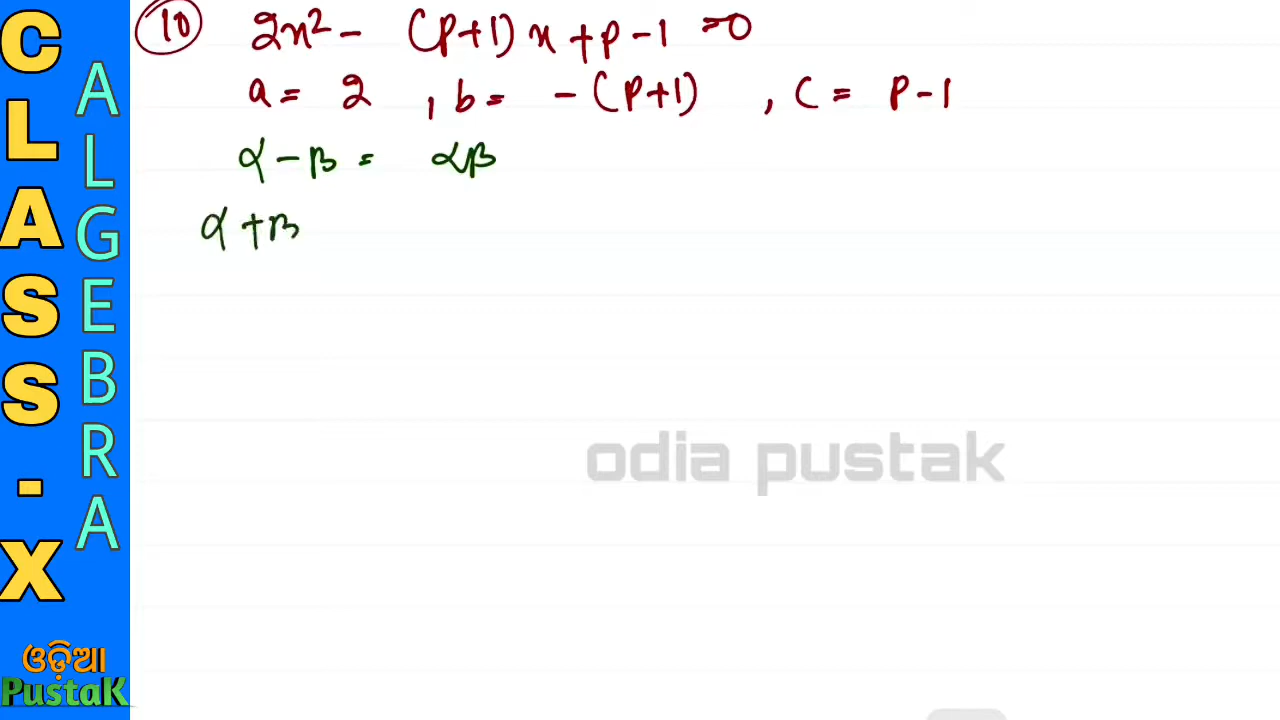 CLASS-X
ALGEBRA
ଓଡ଼ିଆ
PustaK
10 2x² - (P+1)x + P - 1 = 0
a = 2 , b = -(P+1) , c = P-1
α - β = αβ
α + β
odia pustak